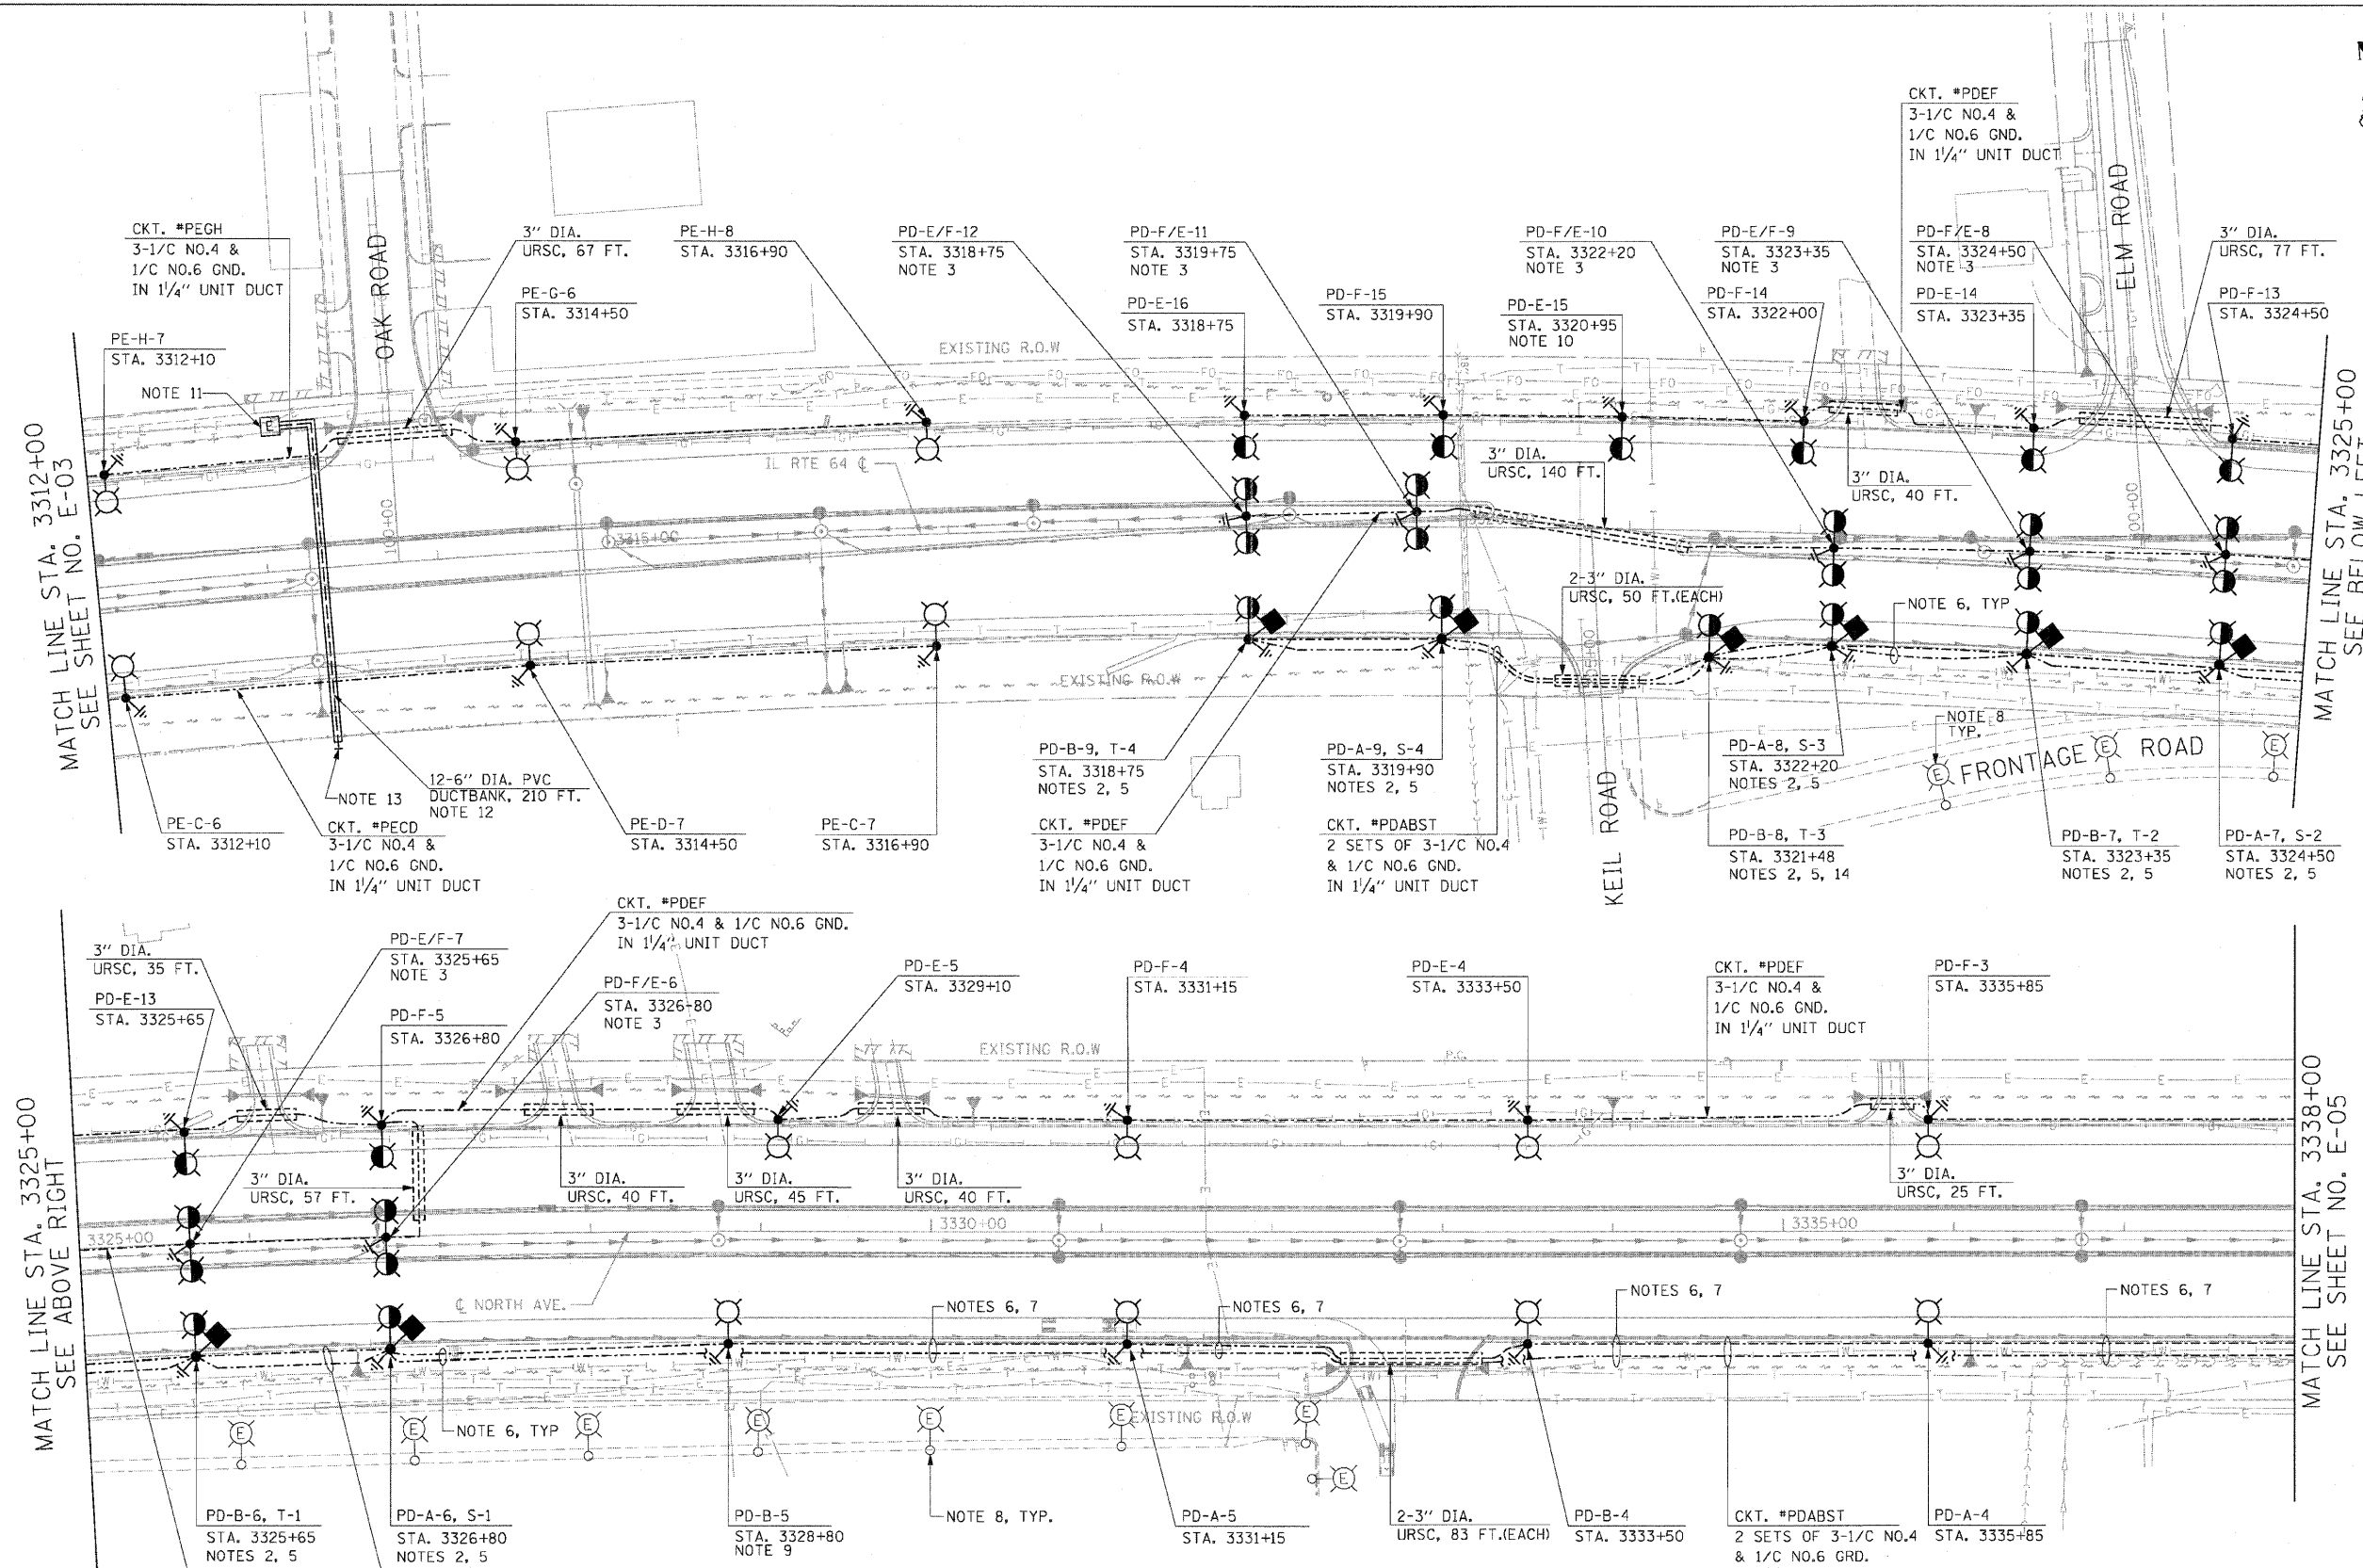 CKT. #PDEF
3-1/C NO.4 &
1/C NO.6 GND.
IN 1 1/4" UNIT DUCT
CKT. #PEGH
3-1/C NO.4 &
1/C NO.6 GND.
IN 1 1/4" UNIT DUCT
OAK ROAD
3" DIA.
URSC, 67 FT.
PE-H-8
STA. 3316+90
PD-E/F-12
STA. 3318+75
NOTE 3
PD-F/E-11
STA. 3319+75
NOTE 3
PD-F/E-10
STA. 3322+20
NOTE 3
PD-E/F-9
STA. 3323+35
NOTE 3
PD-F/E-8
STA. 3324+50
NOTE 3
ELM ROAD
3" DIA.
URSC, 77 FT.
PE-H-7
STA. 3312+10
PE-G-6
STA. 3314+50
PD-E-16
STA. 3318+75
PD-F-15
STA. 3319+90
PD-E-15
STA. 3320+95
NOTE 10
PD-F-14
STA. 3322+00
PD-E-14
STA. 3323+35
PD-F-13
STA. 3324+50
NOTE 11
EXISTING R.O.W
IL RTE 64 ℄
3" DIA.
URSC, 140 FT.
3" DIA.
URSC, 40 FT.
3315+00
2-3" DIA.
URSC, 50 FT.(EACH)
NOTE 6, TYP
MATCH LINE STA. 3312+00
SEE SHEET NO. E-03
MATCH LINE STA. 3325+00
EXISTING R.O.W
NOTE 8
TYP.
FRONTAGE ROAD
NOTE 13
12-6" DIA. PVC
DUCTBANK, 210 FT.
NOTE 12
PD-B-9, T-4
STA. 3318+75
NOTES 2, 5
PD-A-9, S-4
STA. 3319+90
NOTES 2, 5
PD-A-8, S-3
STA. 3322+20
NOTES 2, 5
PE-C-6
STA. 3312+10
CKT. #PECD
3-1/C NO.4 &
1/C NO.6 GND.
IN 1 1/4" UNIT DUCT
PE-D-7
STA. 3314+50
PE-C-7
STA. 3316+90
CKT. #PDEF
3-1/C NO.4 &
1/C NO.6 GND.
IN 1 1/4" UNIT DUCT
CKT. #PDABST
2 SETS OF 3-1/C NO.4
& 1/C NO.6 GND.
IN 1 1/4" UNIT DUCT
KEIL ROAD
PD-B-8, T-3
STA. 3321+48
NOTES 2, 5, 14
PD-B-7, T-2
STA. 3323+35
NOTES 2, 5
PD-A-7, S-2
STA. 3324+50
NOTES 2, 5
3" DIA.
URSC, 35 FT.
PD-E-13
STA. 3325+65
PD-E/F-7
STA. 3325+65
NOTE 3
PD-F-5
STA. 3326+80
CKT. #PDEF
3-1/C NO.4 & 1/C NO.6 GND.
IN 1 1/4" UNIT DUCT
PD-F/E-6
STA. 3326+80
NOTE 3
PD-E-5
STA. 3329+10
PD-F-4
STA. 3331+15
PD-E-4
STA. 3333+50
CKT. #PDEF
3-1/C NO.4 &
1/C NO.6 GND.
IN 1 1/4" UNIT DUCT
PD-F-3
STA. 3335+85
EXISTING R.O.W
3" DIA.
URSC, 57 FT.
3" DIA.
URSC, 40 FT.
3" DIA.
URSC, 45 FT.
3" DIA.
URSC, 40 FT.
3" DIA.
URSC, 25 FT.
3325+00
3330+00
3335+00
MATCH LINE STA. 3325+00
SEE ABOVE RIGHT
MATCH LINE STA. 3338+00
SEE SHEET NO. E-05
℄ NORTH AVE.
NOTES 6, 7
NOTES 6, 7
NOTES 6, 7
NOTES 6, 7
NOTE 6, TYP
EXISTING R.O.W
PD-B-6, T-1
STA. 3325+65
NOTES 2, 5
PD-A-6, S-1
STA. 3326+80
NOTES 2, 5
PD-B-5
STA. 3328+80
NOTE 9
NOTE 8, TYP.
PD-A-5
STA. 3331+15
2-3" DIA.
URSC, 83 FT.(EACH)
PD-B-4
STA. 3333+50
CKT. #PDABST
2 SETS OF 3-1/C NO.4
& 1/C NO.6 GRD.
PD-A-4
STA. 3335+85